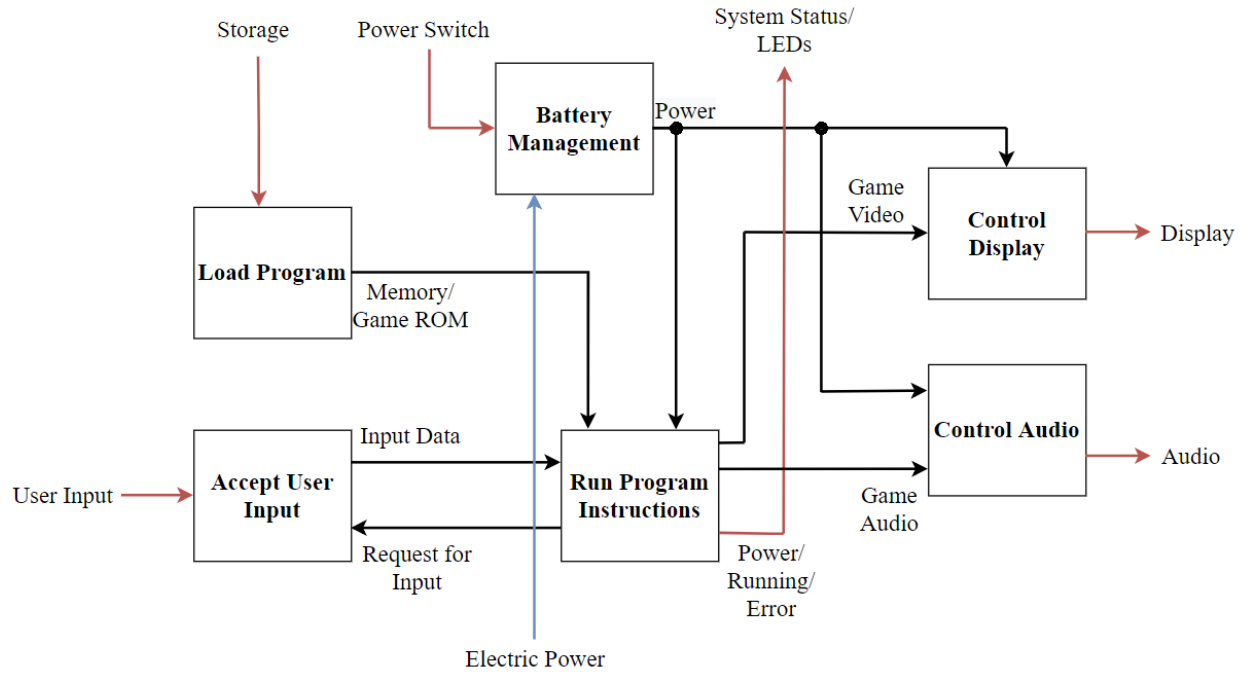 Storage
Power Switch
System Status/
LEDs
Battery
Management
Power
Game
Video
Control
Display
Display
Load Program
Memory/
Game ROM
Input Data
Control Audio
Audio
User Input
Accept User
Input
Run Program
Instructions
Game
Audio
Request for
Input
Power/
Running/
Error
Electric Power